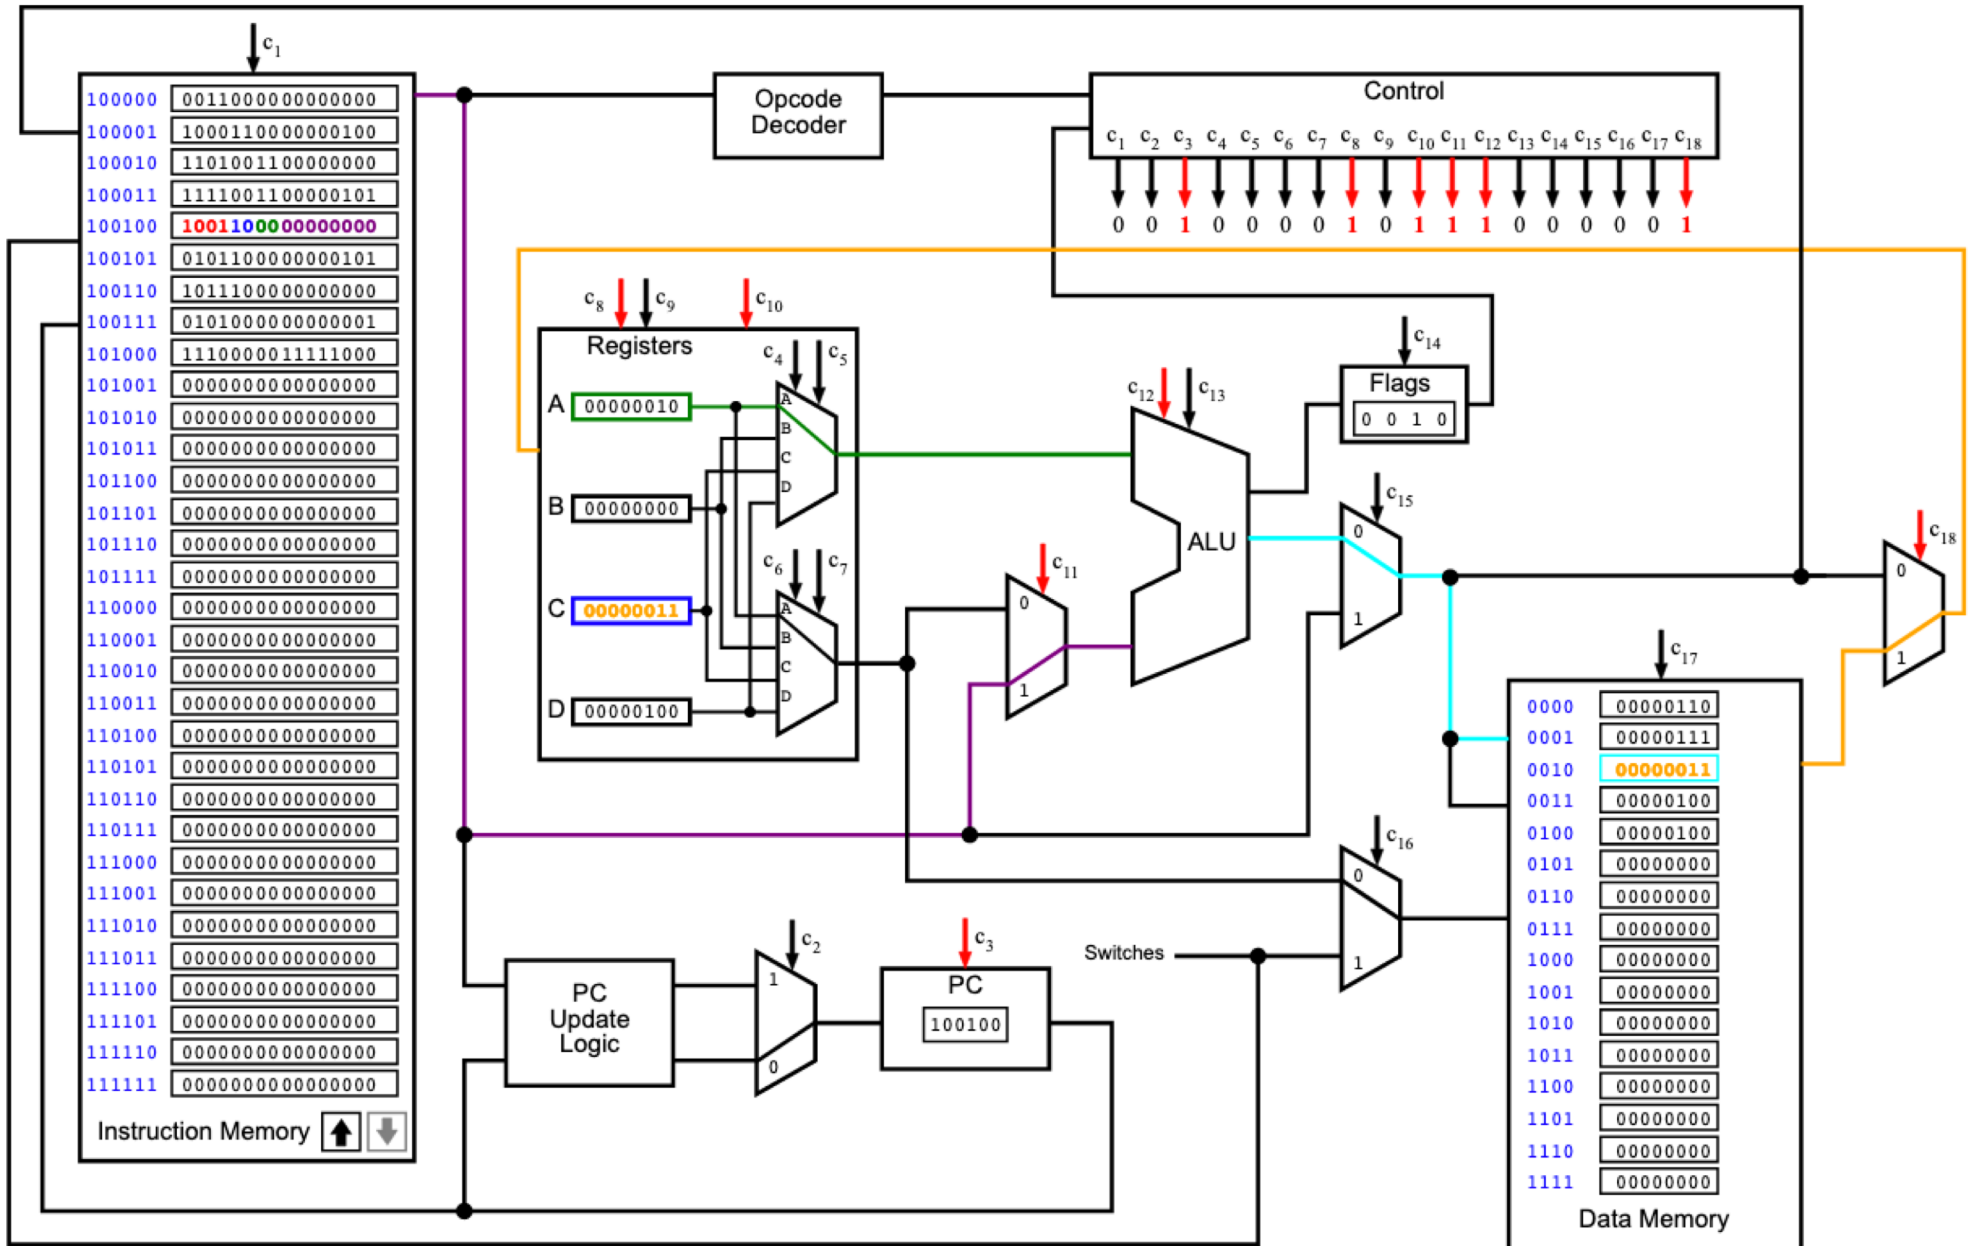 c1
100000 0011000000000000
100001 1000110000000100
100010 1101001100000000
100011 1111001100000101
100100 1001100000000000
100101 0101100000000101
100110 1011100000000000
100111 0101000000000001
101000 1110000011111000
101001 0000000000000000
101010 0000000000000000
101011 0000000000000000
101100 0000000000000000
101101 0000000000000000
101110 0000000000000000
101111 0000000000000000
110000 0000000000000000
110001 0000000000000000
110010 0000000000000000
110011 0000000000000000
110100 0000000000000000
110101 0000000000000000
110110 0000000000000000
110111 0000000000000000
111000 0000000000000000
111001 0000000000000000
111010 0000000000000000
111011 0000000000000000
111100 0000000000000000
111101 0000000000000000
111110 0000000000000000
111111 0000000000000000
Instruction Memory
Opcode
Decoder
Control
c1 c2 c3 c4 c5 c6 c7 c8 c9 c10 c11 c12 c13 c14 c15 c16 c17 c18
0 0 1 0 0 0 0 1 0 1 1 1 0 0 0 0 0 1
c8 c9 c10
Registers
c4 c5
A 00000010
B 00000000
C 00000011
D 00000100
A
B
C
D
c6 c7
A
B
C
D
c11
0
1
c12 c13
ALU
c14
Flags
0 0 1 0
c15
0
1
c16
0
1
Switches
c18
0
1
PC
Update
Logic
c2
1
0
c3
PC
100100
c17
0000 00000110
0001 00000111
0010 00000011
0011 00000100
0100 00000100
0101 00000000
0110 00000000
0111 00000000
1000 00000000
1001 00000000
1010 00000000
1011 00000000
1100 00000000
1101 00000000
1110 00000000
1111 00000000
Data Memory